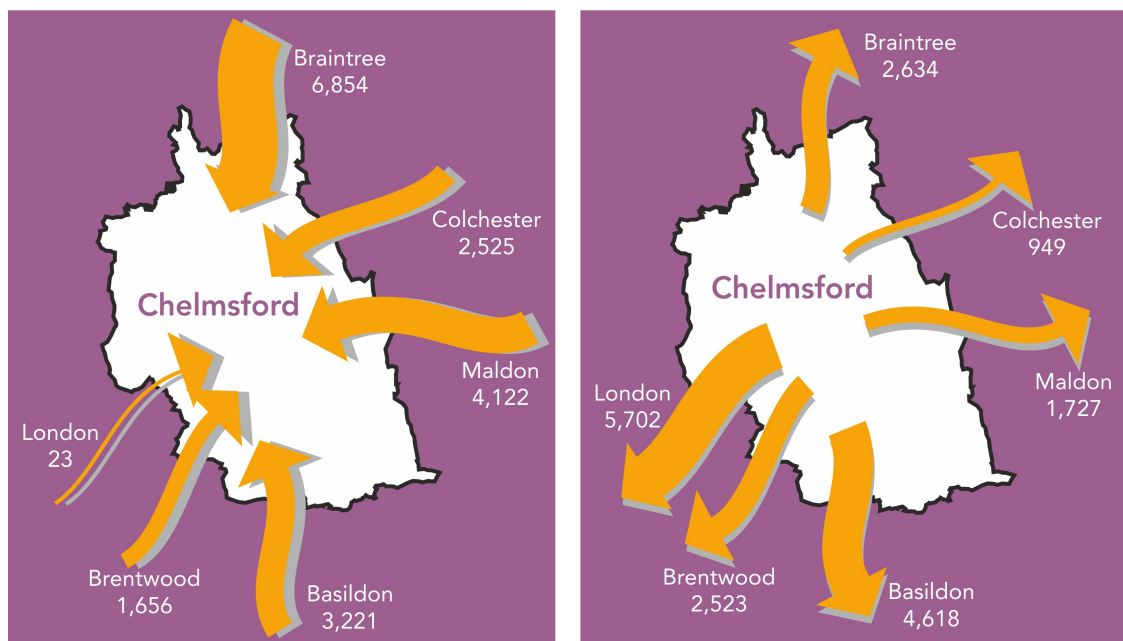 Braintree
6,854
Colchester
2,525
Chelmsford
Maldon
4,122
London
23
Brentwood
1,656
Basildon
3,221
Braintree
2,634
Colchester
949
Chelmsford
Maldon
1,727
London
5,702
Brentwood
2,523
Basildon
4,618